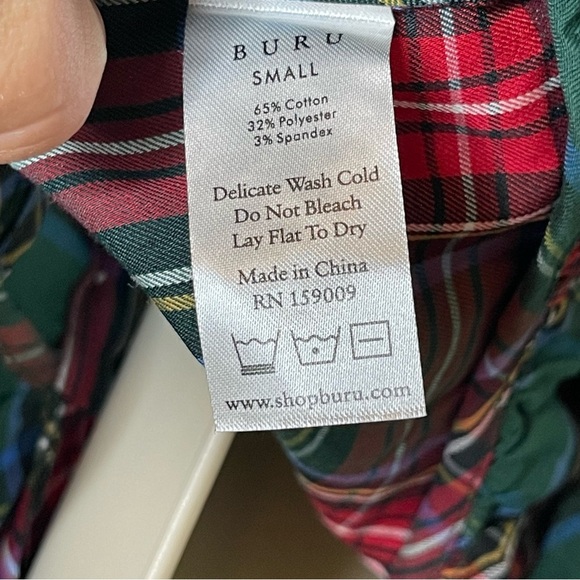 BURU
SMALL
65% Cotton
32% Polyester
3% Spandex
Delicate Wash Cold
Do Not Bleach
Lay Flat To Dry
Made in China
RN 159009
www.shopburu.com